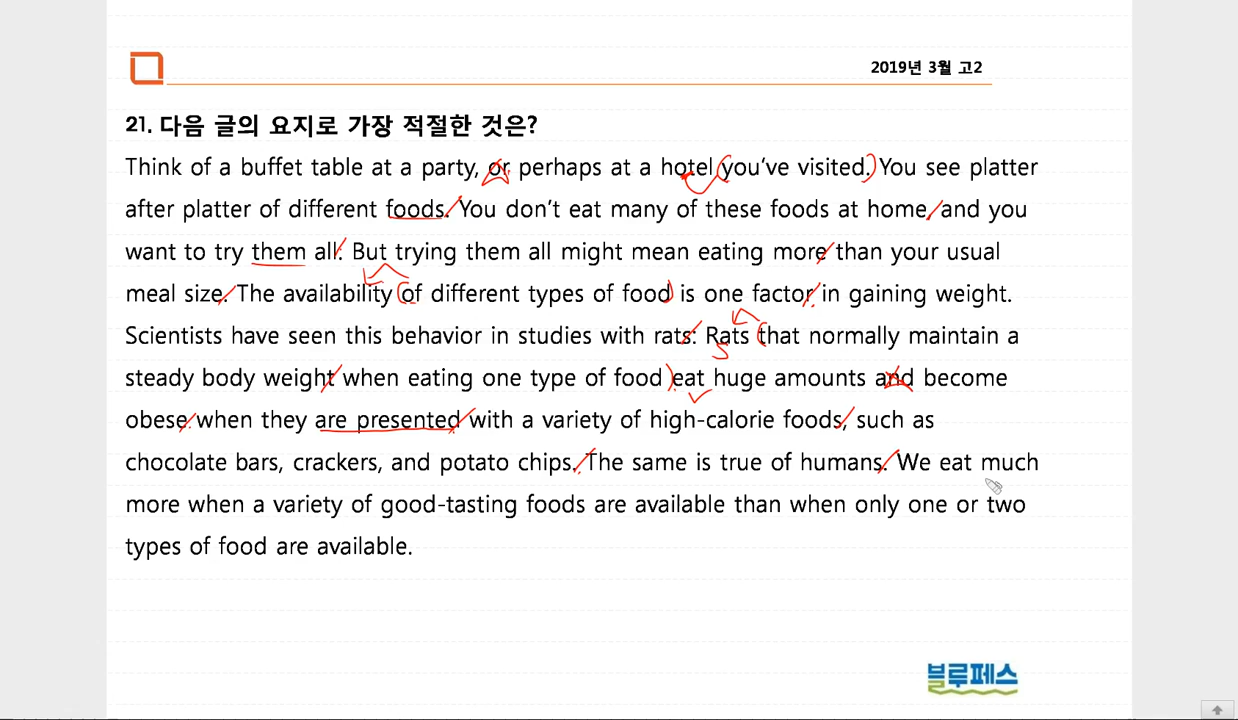 2019년 3월 고2
21. 다음 글의 요지로 가장 적절한 것은?
Think of a buffet table at a party, or perhaps at a hotel you've visited. You see platter
after platter of different foods. You don't eat many of these foods at home, and you
want to try them all. But trying them all might mean eating more than your usual
meal size. The availability of different types of food is one factor in gaining weight.
Scientists have seen this behavior in studies with rats: Rats that normally maintain a
steady body weight when eating one type of food eat huge amounts and become
obese when they are presented with a variety of high-calorie foods, such as
chocolate bars, crackers, and potato chips. The same is true of humans. We eat much
more when a variety of good-tasting foods are available than when only one or two
types of food are available.
블루페스